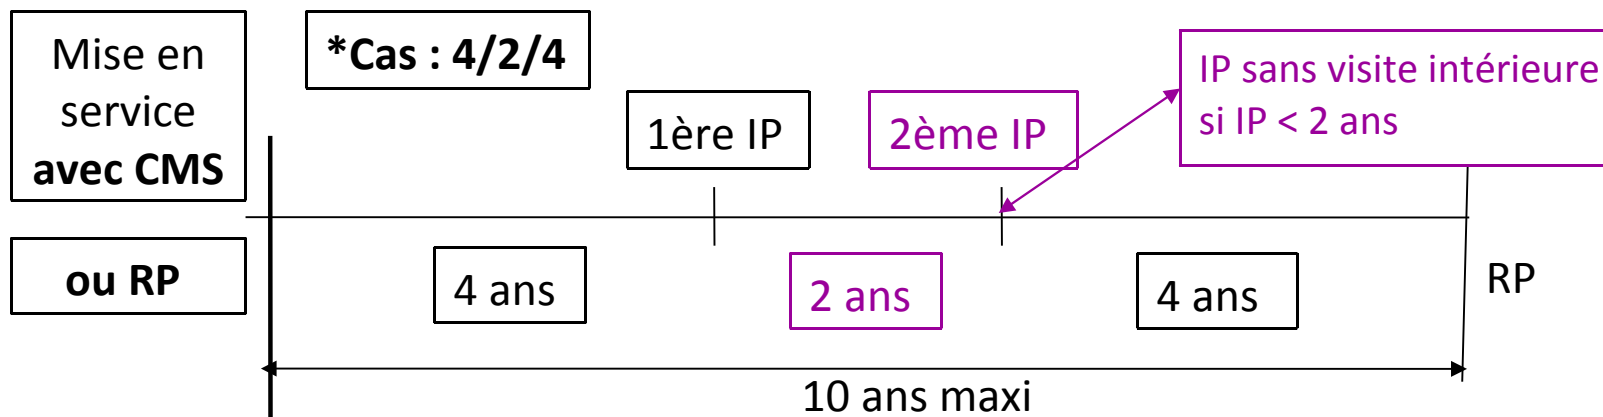 Mise en
service
avec CMS
*Cas : 4/2/4
1ère IP
2ème IP
IP sans visite intérieure
si IP < 2 ans
ou RP
4 ans
2 ans
4 ans
RP
10 ans maxi